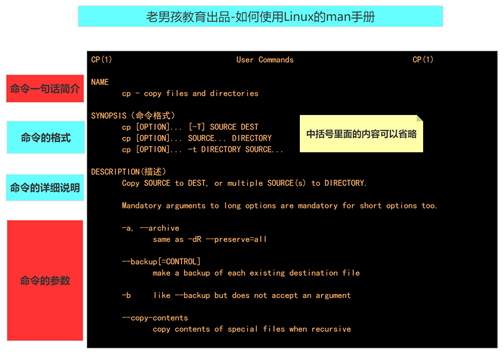 老男孩教育出品-如何使用Linux的man手册
CP(1) User Commands CP(1)
命令一句话简介
NAME
cp - copy files and directories
命令的格式
SYNOPSIS（命令格式）
cp [OPTION]... [-T] SOURCE DEST
cp [OPTION]... SOURCE... DIRECTORY
cp [OPTION]... -t DIRECTORY SOURCE...
中括号里面的内容可以省略
命令的详细说明
DESCRIPTION(描述)
Copy SOURCE to DEST, or multiple SOURCE(s) to DIRECTORY.
Mandatory arguments to long options are mandatory for short options too.
命令的参数
-a, --archive
same as -dR --preserve=all
--backup[=CONTROL]
make a backup of each existing destination file
-b like --backup but does not accept an argument
--copy-contents
copy contents of special files when recursive